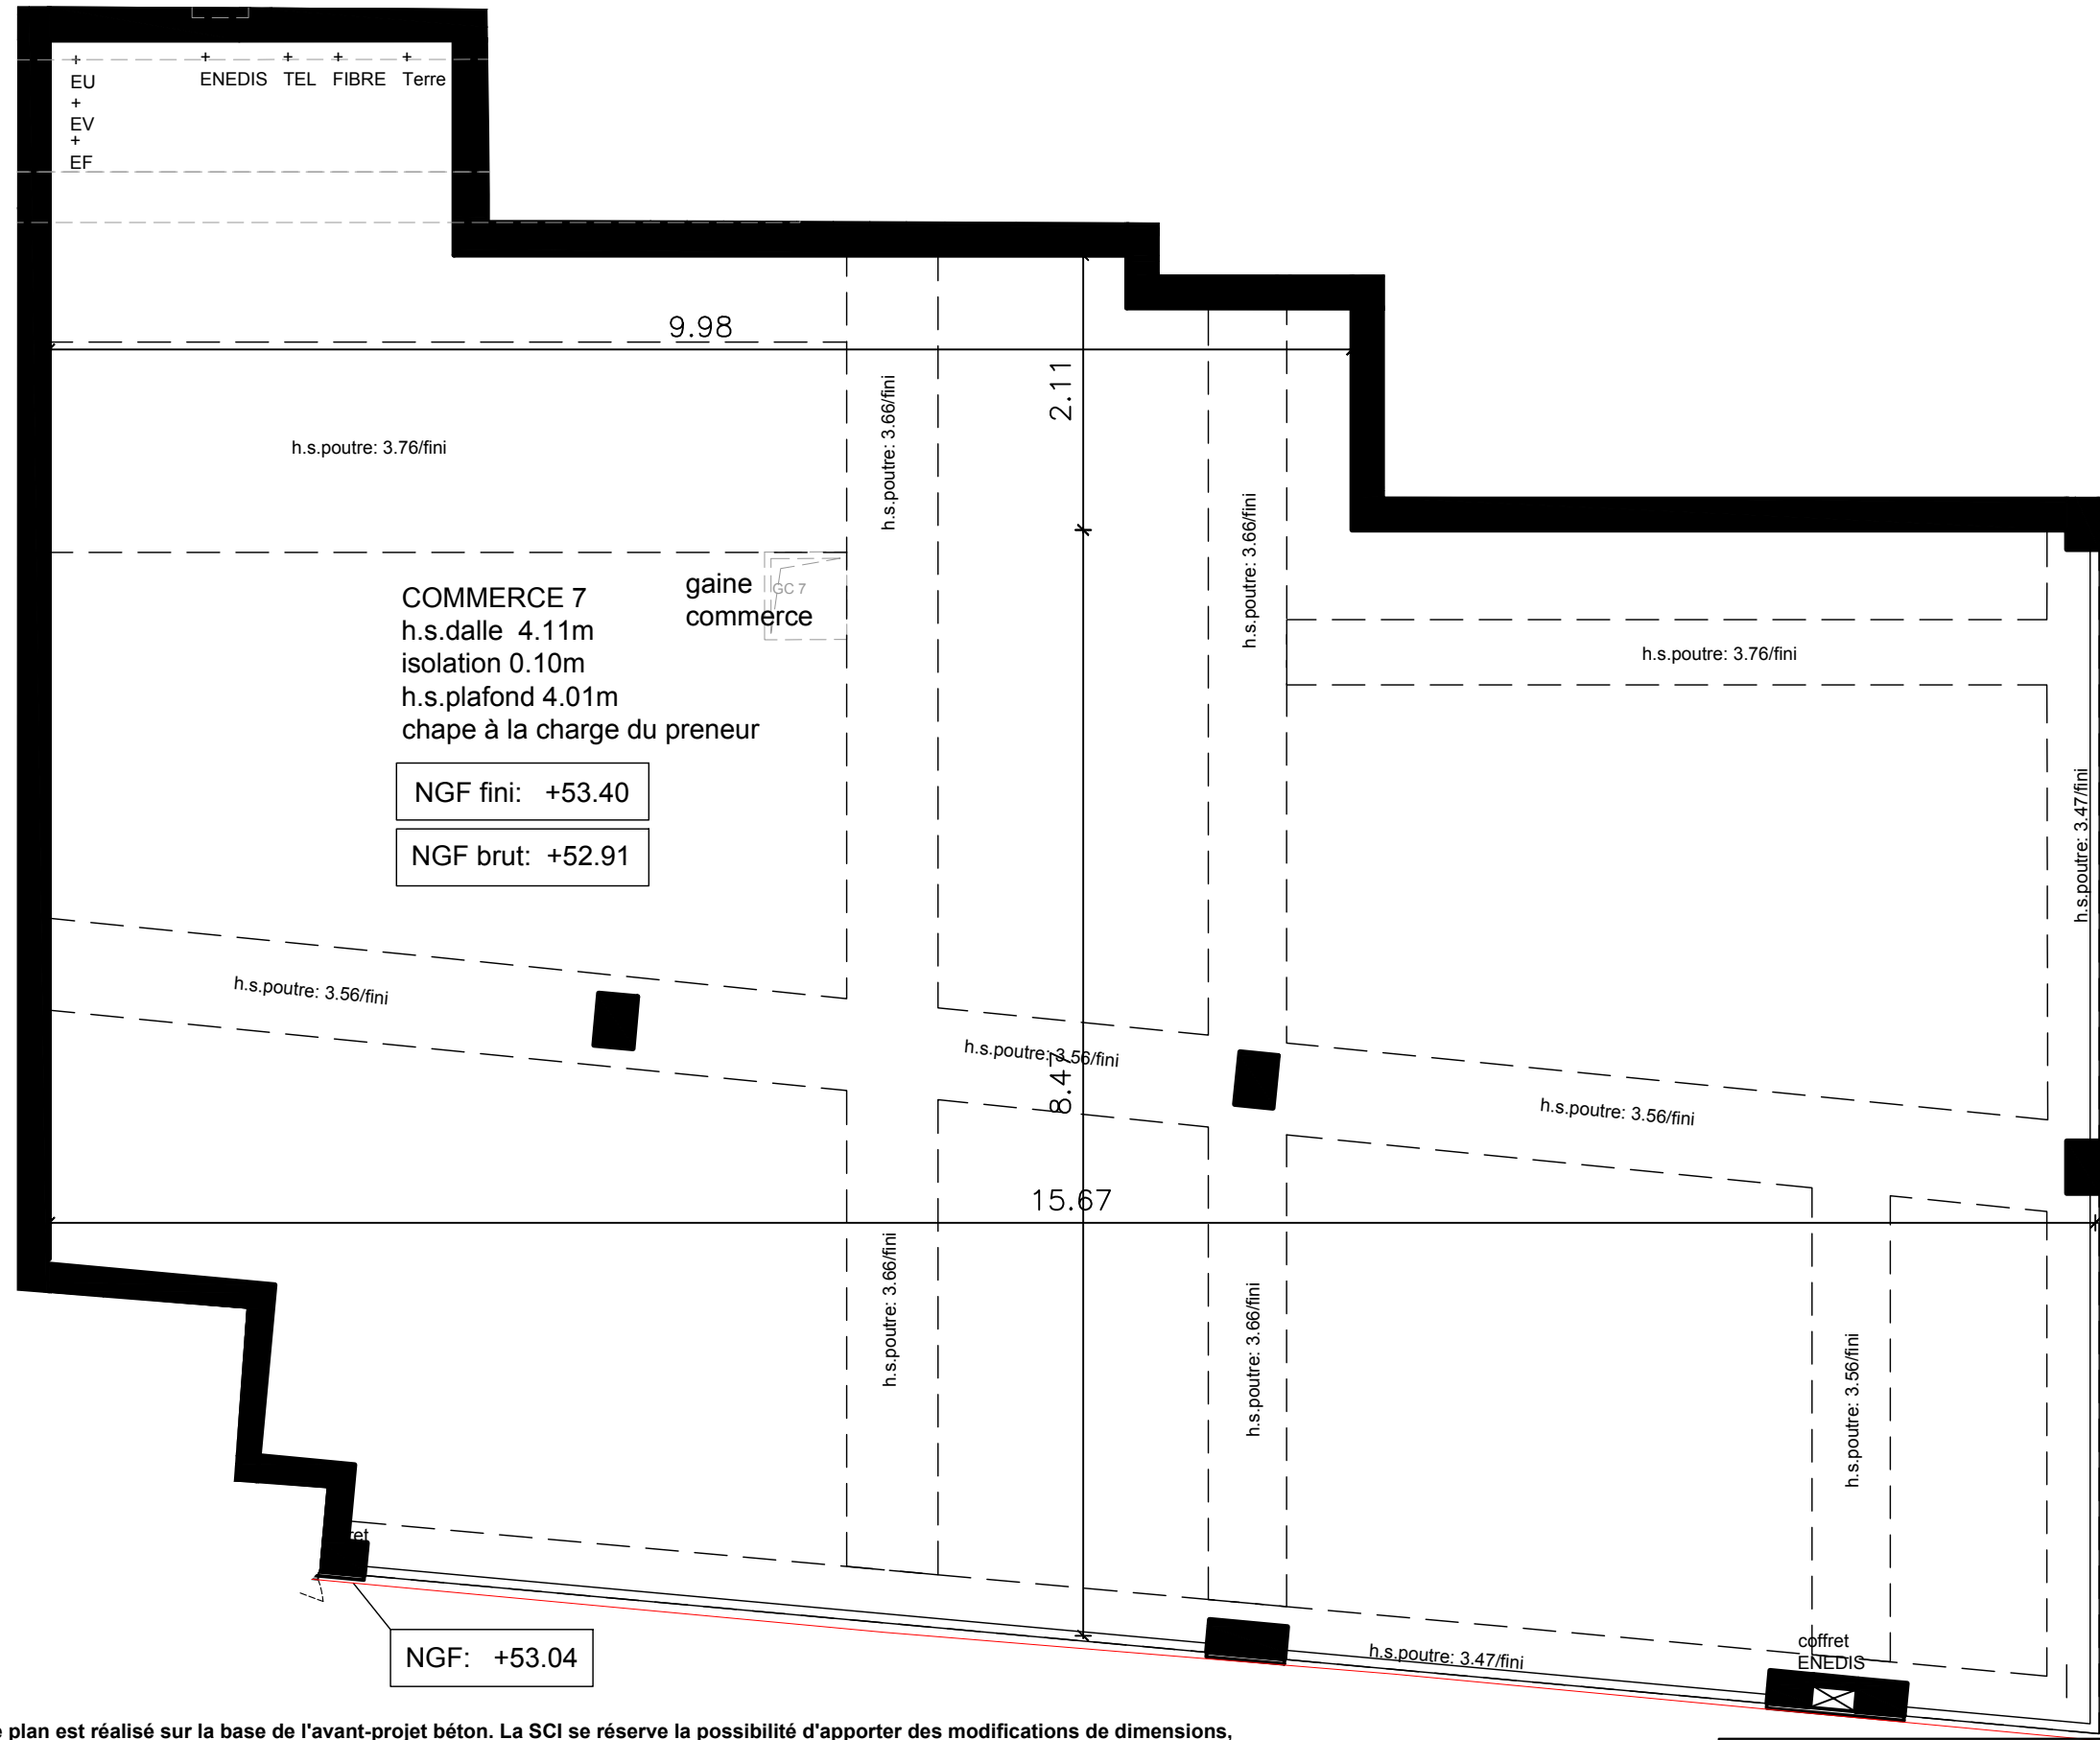 EU
ENEDIS TEL FIBRE Terre
EV
EF
9.98
2.11
h.s.poutre: 3.66/fini
h.s.poutre: 3.76/fini
h.s.poutre: 3.66/fini
gaine
commerce
GC 7
COMMERCE 7
h.s.dalle 4.11m
isolation 0.10m
h.s.plafond 4.01m
chape à la charge du preneur
h.s.poutre: 3.76/fini
NGF fini: +53.40
NGF brut: +52.91
h.s.poutre: 3.47/fini
h.s.poutre: 3.56/fini
h.s.poutre: 3.56/fini
8.47
h.s.poutre: 3.56/fini
15.67
h.s.poutre: 3.66/fini
h.s.poutre: 3.66/fini
h.s.poutre: 3.56/fini
ret
NGF: +53.04
h.s.poutre: 3.47/fini
coffret
ENEDIS
e plan est réalisé sur la base de l'avant-projet béton. La SCI se réserve la possibilité d'apporter des modifications de dimensions,